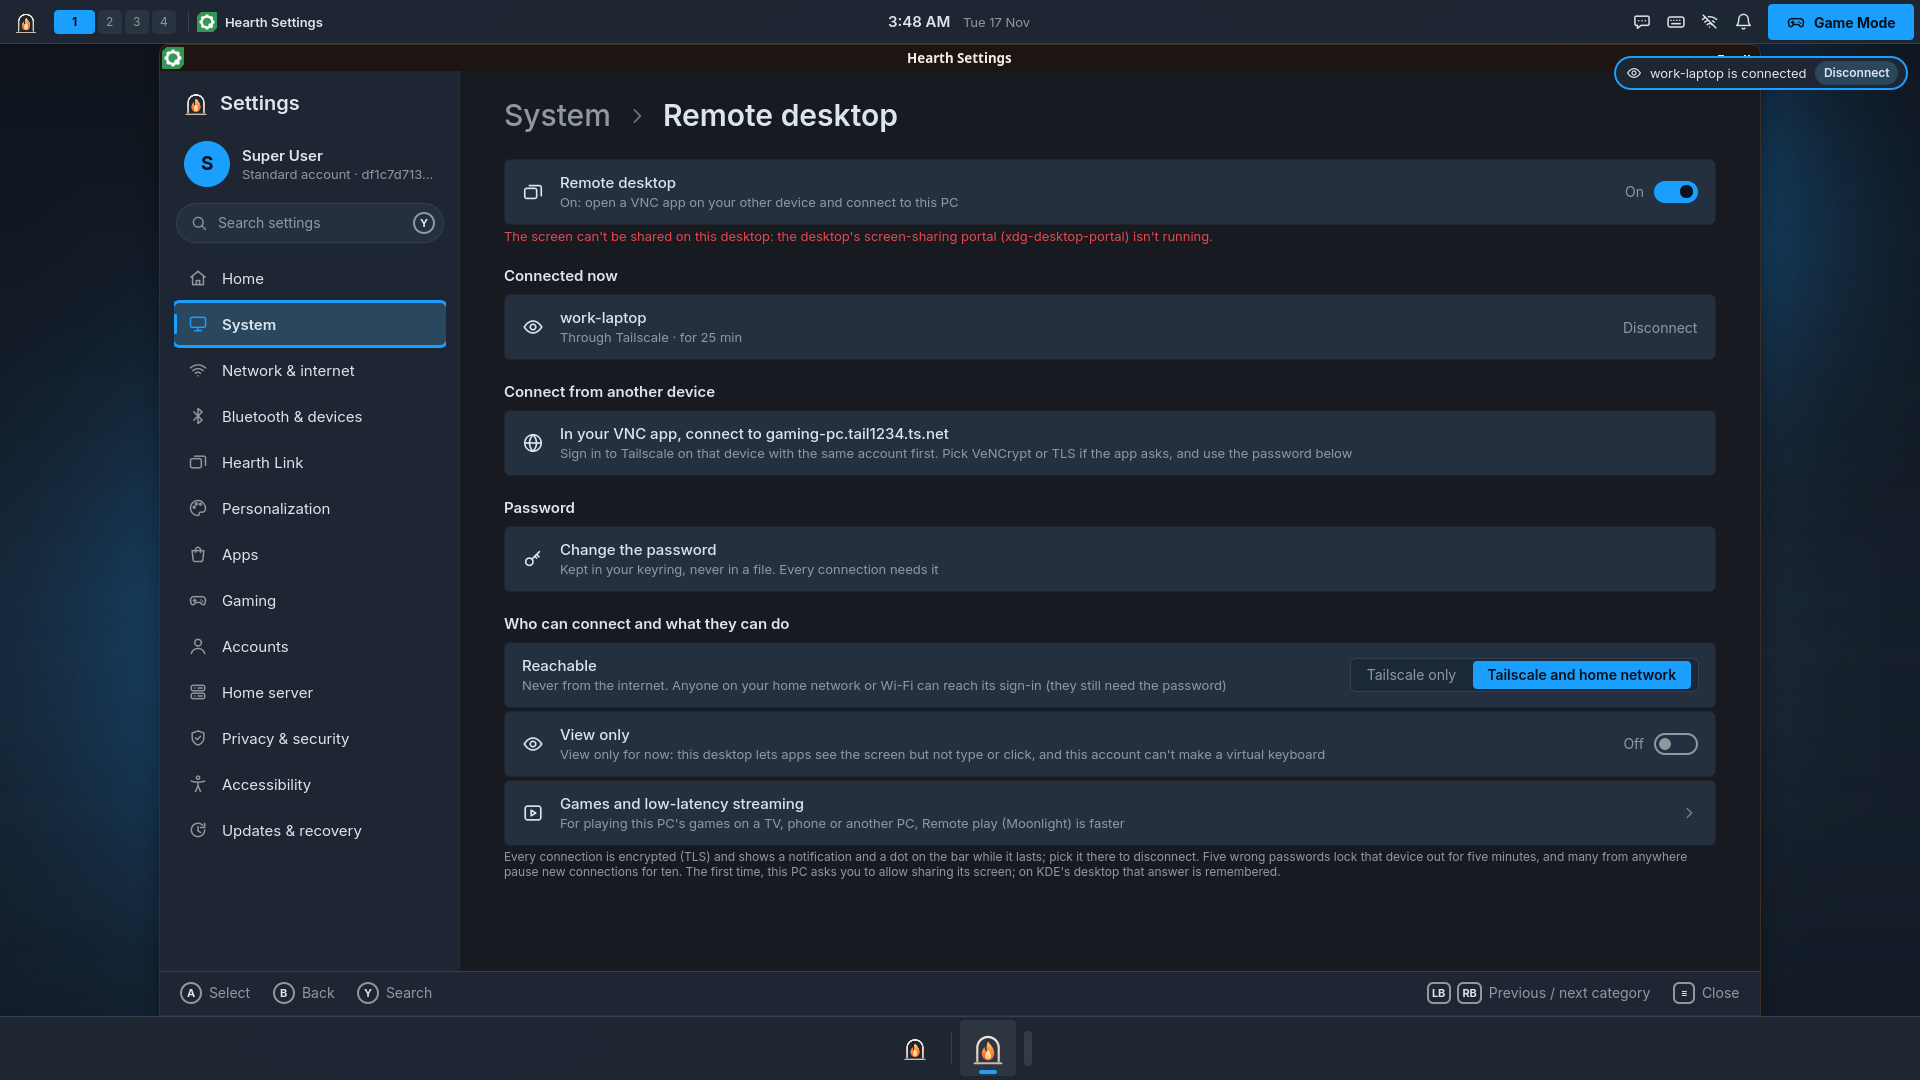 1 2 3 4 Hearth Settings
3:48 AM Tue 17 Nov
Game Mode
Hearth Settings
work-laptop is connected Disconnect
Settings
S
Super User
Standard account · df1c7d713...
Search settings Y
Home
System
Network & internet
Bluetooth & devices
Hearth Link
Personalization
Apps
Gaming
Accounts
Home server
Privacy & security
Accessibility
Updates & recovery
System > Remote desktop
Remote desktop
On: open a VNC app on your other device and connect to this PC
On
The screen can't be shared on this desktop: the desktop's screen-sharing portal (xdg-desktop-portal) isn't running.
Connected now
work-laptop
Through Tailscale · for 25 min
Disconnect
Connect from another device
In your VNC app, connect to gaming-pc.tail1234.ts.net
Sign in to Tailscale on that device with the same account first. Pick VeNCrypt or TLS if the app asks, and use the password below
Password
Change the password
Kept in your keyring, never in a file. Every connection needs it
Who can connect and what they can do
Reachable
Never from the internet. Anyone on your home network or Wi-Fi can reach its sign-in (they still need the password)
Tailscale only Tailscale and home network
View only
View only for now: this desktop lets apps see the screen but not type or click, and this account can't make a virtual keyboard
Off
Games and low-latency streaming
For playing this PC's games on a TV, phone or another PC, Remote play (Moonlight) is faster
Every connection is encrypted (TLS) and shows a notification and a dot on the bar while it lasts; pick it there to disconnect. Five wrong passwords lock that device out for five minutes, and many from anywhere
pause new connections for ten. The first time, this PC asks you to allow sharing its screen; on KDE's desktop that answer is remembered.
A Select B Back Y Search
LB RB Previous / next category ≡ Close